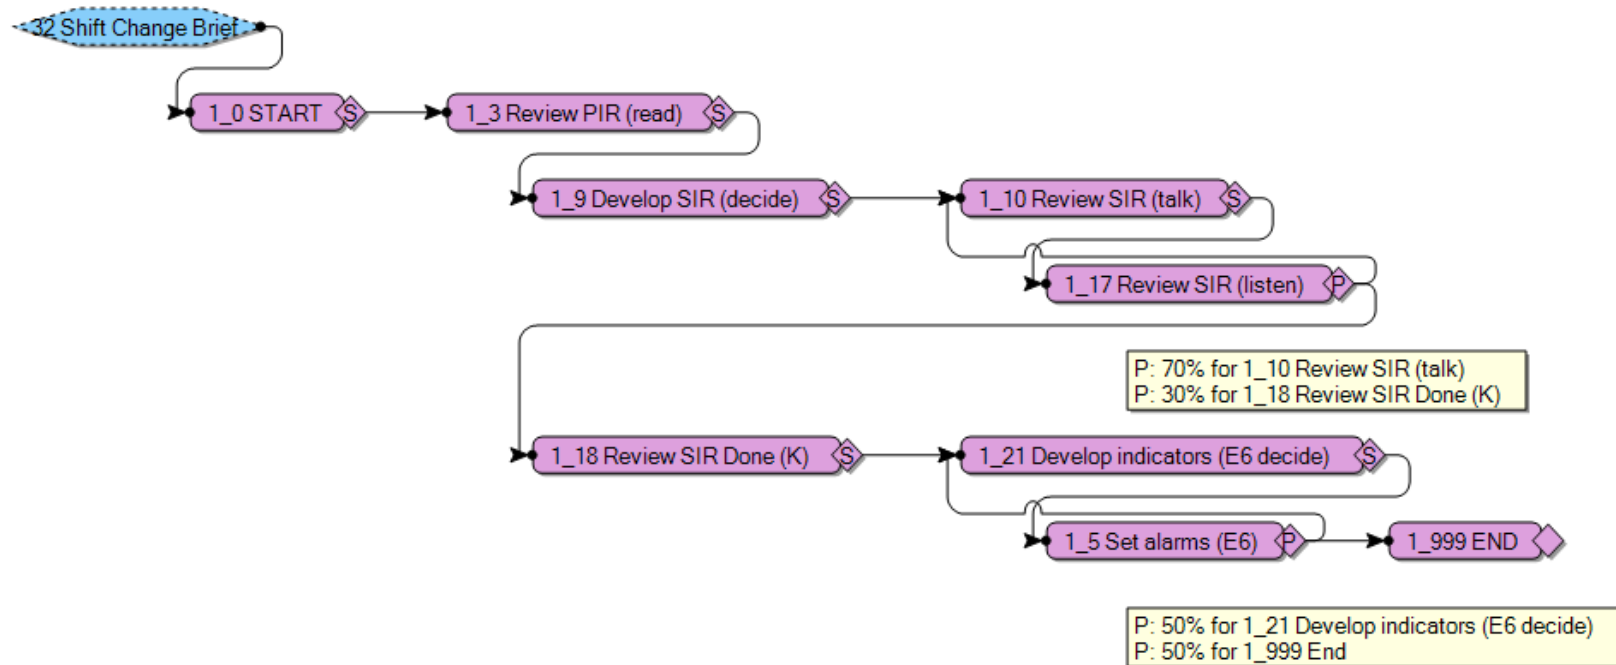 32 Shift Change Brief
1_0 START S
1_3 Review PIR (read) S
1_9 Develop SIR (decide) S
1_10 Review SIR (talk) S
1_17 Review SIR (listen) P
P: 70% for 1_10 Review SIR (talk)
P: 30% for 1_18 Review SIR Done (K)
1_18 Review SIR Done (K) S
1_21 Develop indicators (E6 decide) S
1_5 Set alarms (E6) P
1_999 END
P: 50% for 1_21 Develop indicators (E6 decide)
P: 50% for 1_999 End